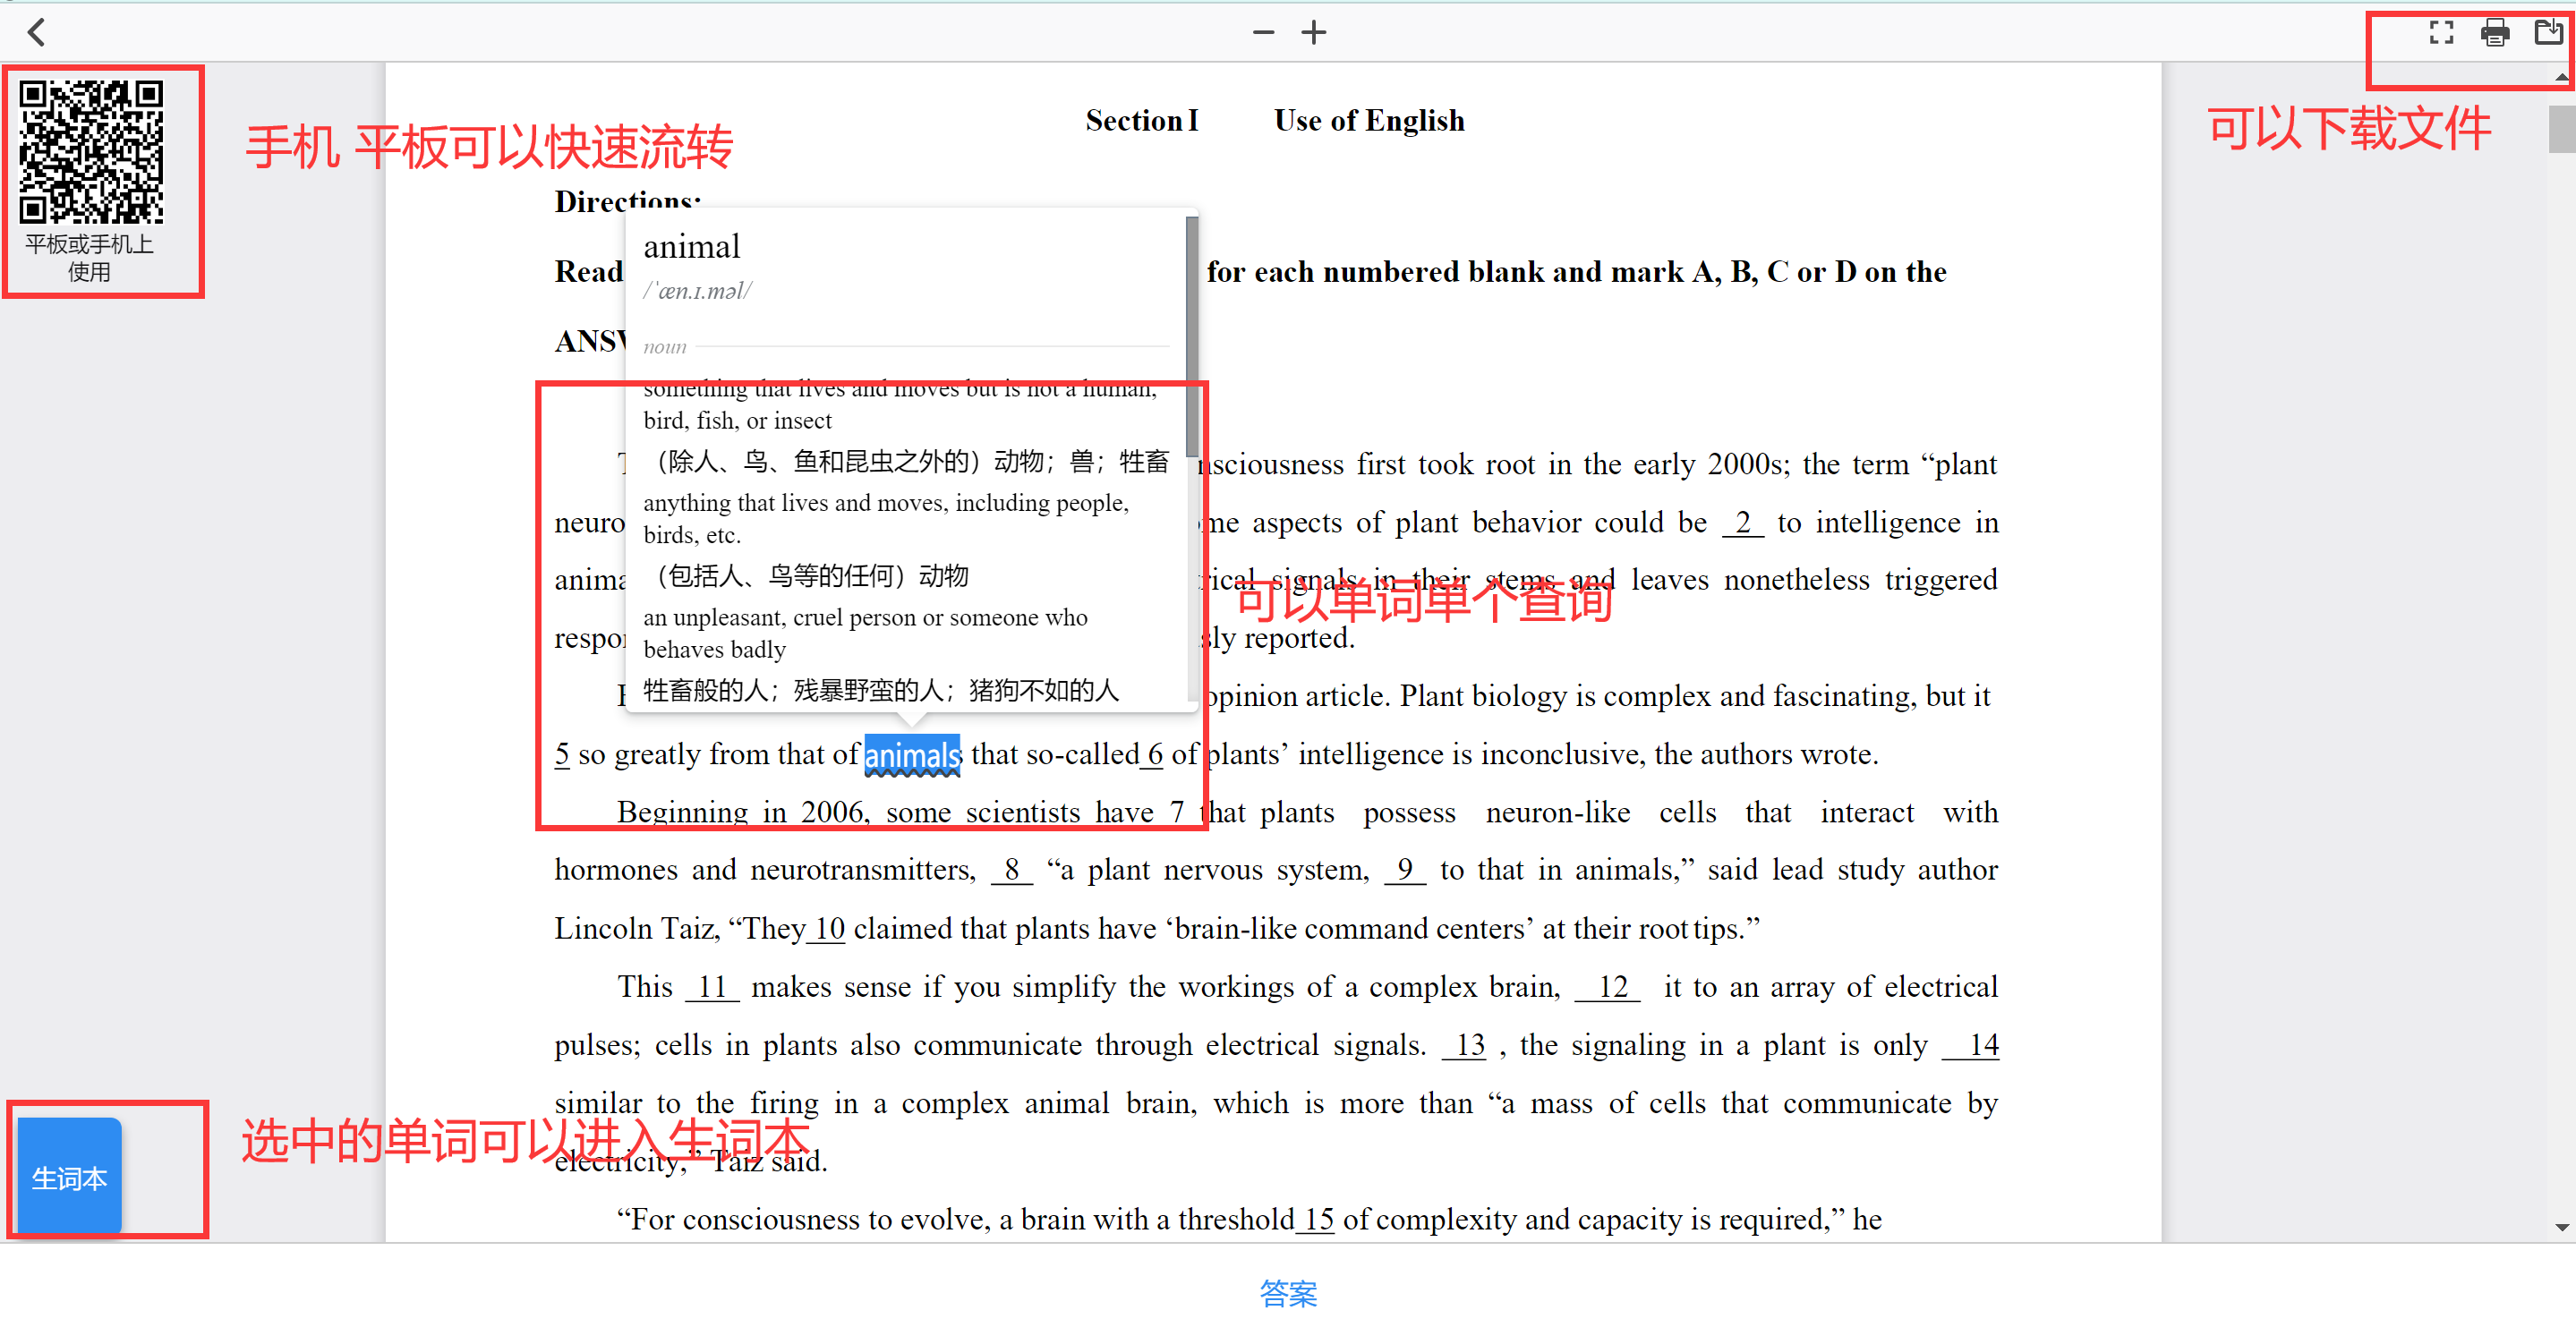 平板或手机上
使用
手机 平板可以快速流转
可以下载文件
Section I Use of English
Directions:
Read for each numbered blank and mark A, B, C or D on the
animal
/ˈæn.ɪ.məl/
noun
something that lives and moves but is not a human,
bird, fish, or insect
（除人、鸟、鱼和昆虫之外的）动物；兽；牲畜
anything that lives and moves, including people,
birds, etc.
（包括人、鸟等的任何）动物
an unpleasant, cruel person or someone who
behaves badly
牲畜般的人；残暴野蛮的人；猪狗不如的人
first took root in the early 2000s; the term “plant
aspects of plant behavior could be 2 to intelligence in
signals in their stems and leaves nonetheless triggered
可以单词单个查询
reported.
opinion article. Plant biology is complex and fascinating, but it
5 so greatly from that of animals that so-called 6 of plants’ intelligence is inconclusive, the authors wrote.
Beginning in 2006, some scientists have 7 that plants possess neuron-like cells that interact with
hormones and neurotransmitters, 8 “a plant nervous system, 9 to that in animals,” said lead study author
Lincoln Taiz, “They 10 claimed that plants have ‘brain-like command centers’ at their root tips.”
This 11 makes sense if you simplify the workings of a complex brain, 12 it to an array of electrical
pulses; cells in plants also communicate through electrical signals. 13 , the signaling in a plant is only 14
similar to the firing in a complex animal brain, which is more than “a mass of cells that communicate by
electricity,” Taiz said.
选中的单词可以进入生词本
生词本
“For consciousness to evolve, a brain with a threshold 15 of complexity and capacity is required,” he
答案